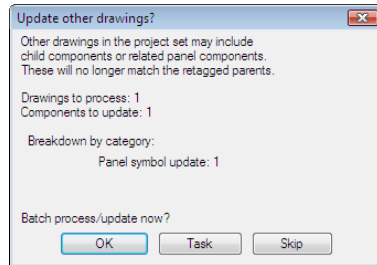 Update other drawings?
Other drawings in the project set may include
child components or related panel components.
These will no longer match the retagged parents.
Drawings to process: 1
Components to update: 1
Breakdown by category:
Panel symbol update: 1
Batch process/update now?
OK Task Skip